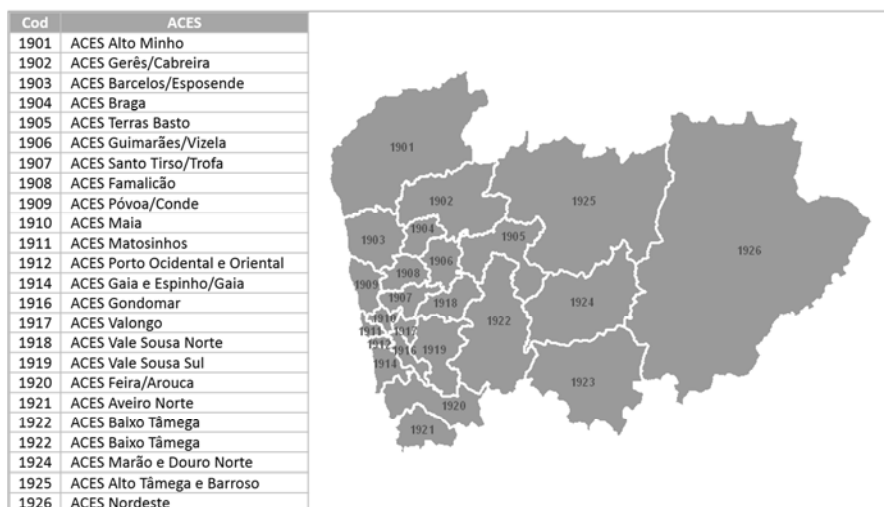 Cod ACES
1901 ACES Alto Minho
1902 ACES Gerês/Cabreira
1903 ACES Barcelos/Esposende
1904 ACES Braga
1905 ACES Terras Basto
1906 ACES Guimarães/Vizela
1907 ACES Santo Tirso/Trofa
1908 ACES Famalicão
1909 ACES Póvoa/Conde
1910 ACES Maia
1911 ACES Matosinhos
1912 ACES Porto Ocidental e Oriental
1914 ACES Gaia e Espinho/Gaia
1916 ACES Gondomar
1917 ACES Valongo
1918 ACES Vale Sousa Norte
1919 ACES Vale Sousa Sul
1920 ACES Feira/Arouca
1921 ACES Aveiro Norte
1922 ACES Baixo Tâmega
1922 ACES Baixo Tâmega
1924 ACES Marão e Douro Norte
1925 ACES Alto Tâmega e Barroso
1926 ACES Nordeste
1901
1902
1925
1904
1905
1903
1926
1906
1908
1909
1907
1918
1924
1910
1922
1911
1917
1912
1916
1919
1914
1923
1920
1921